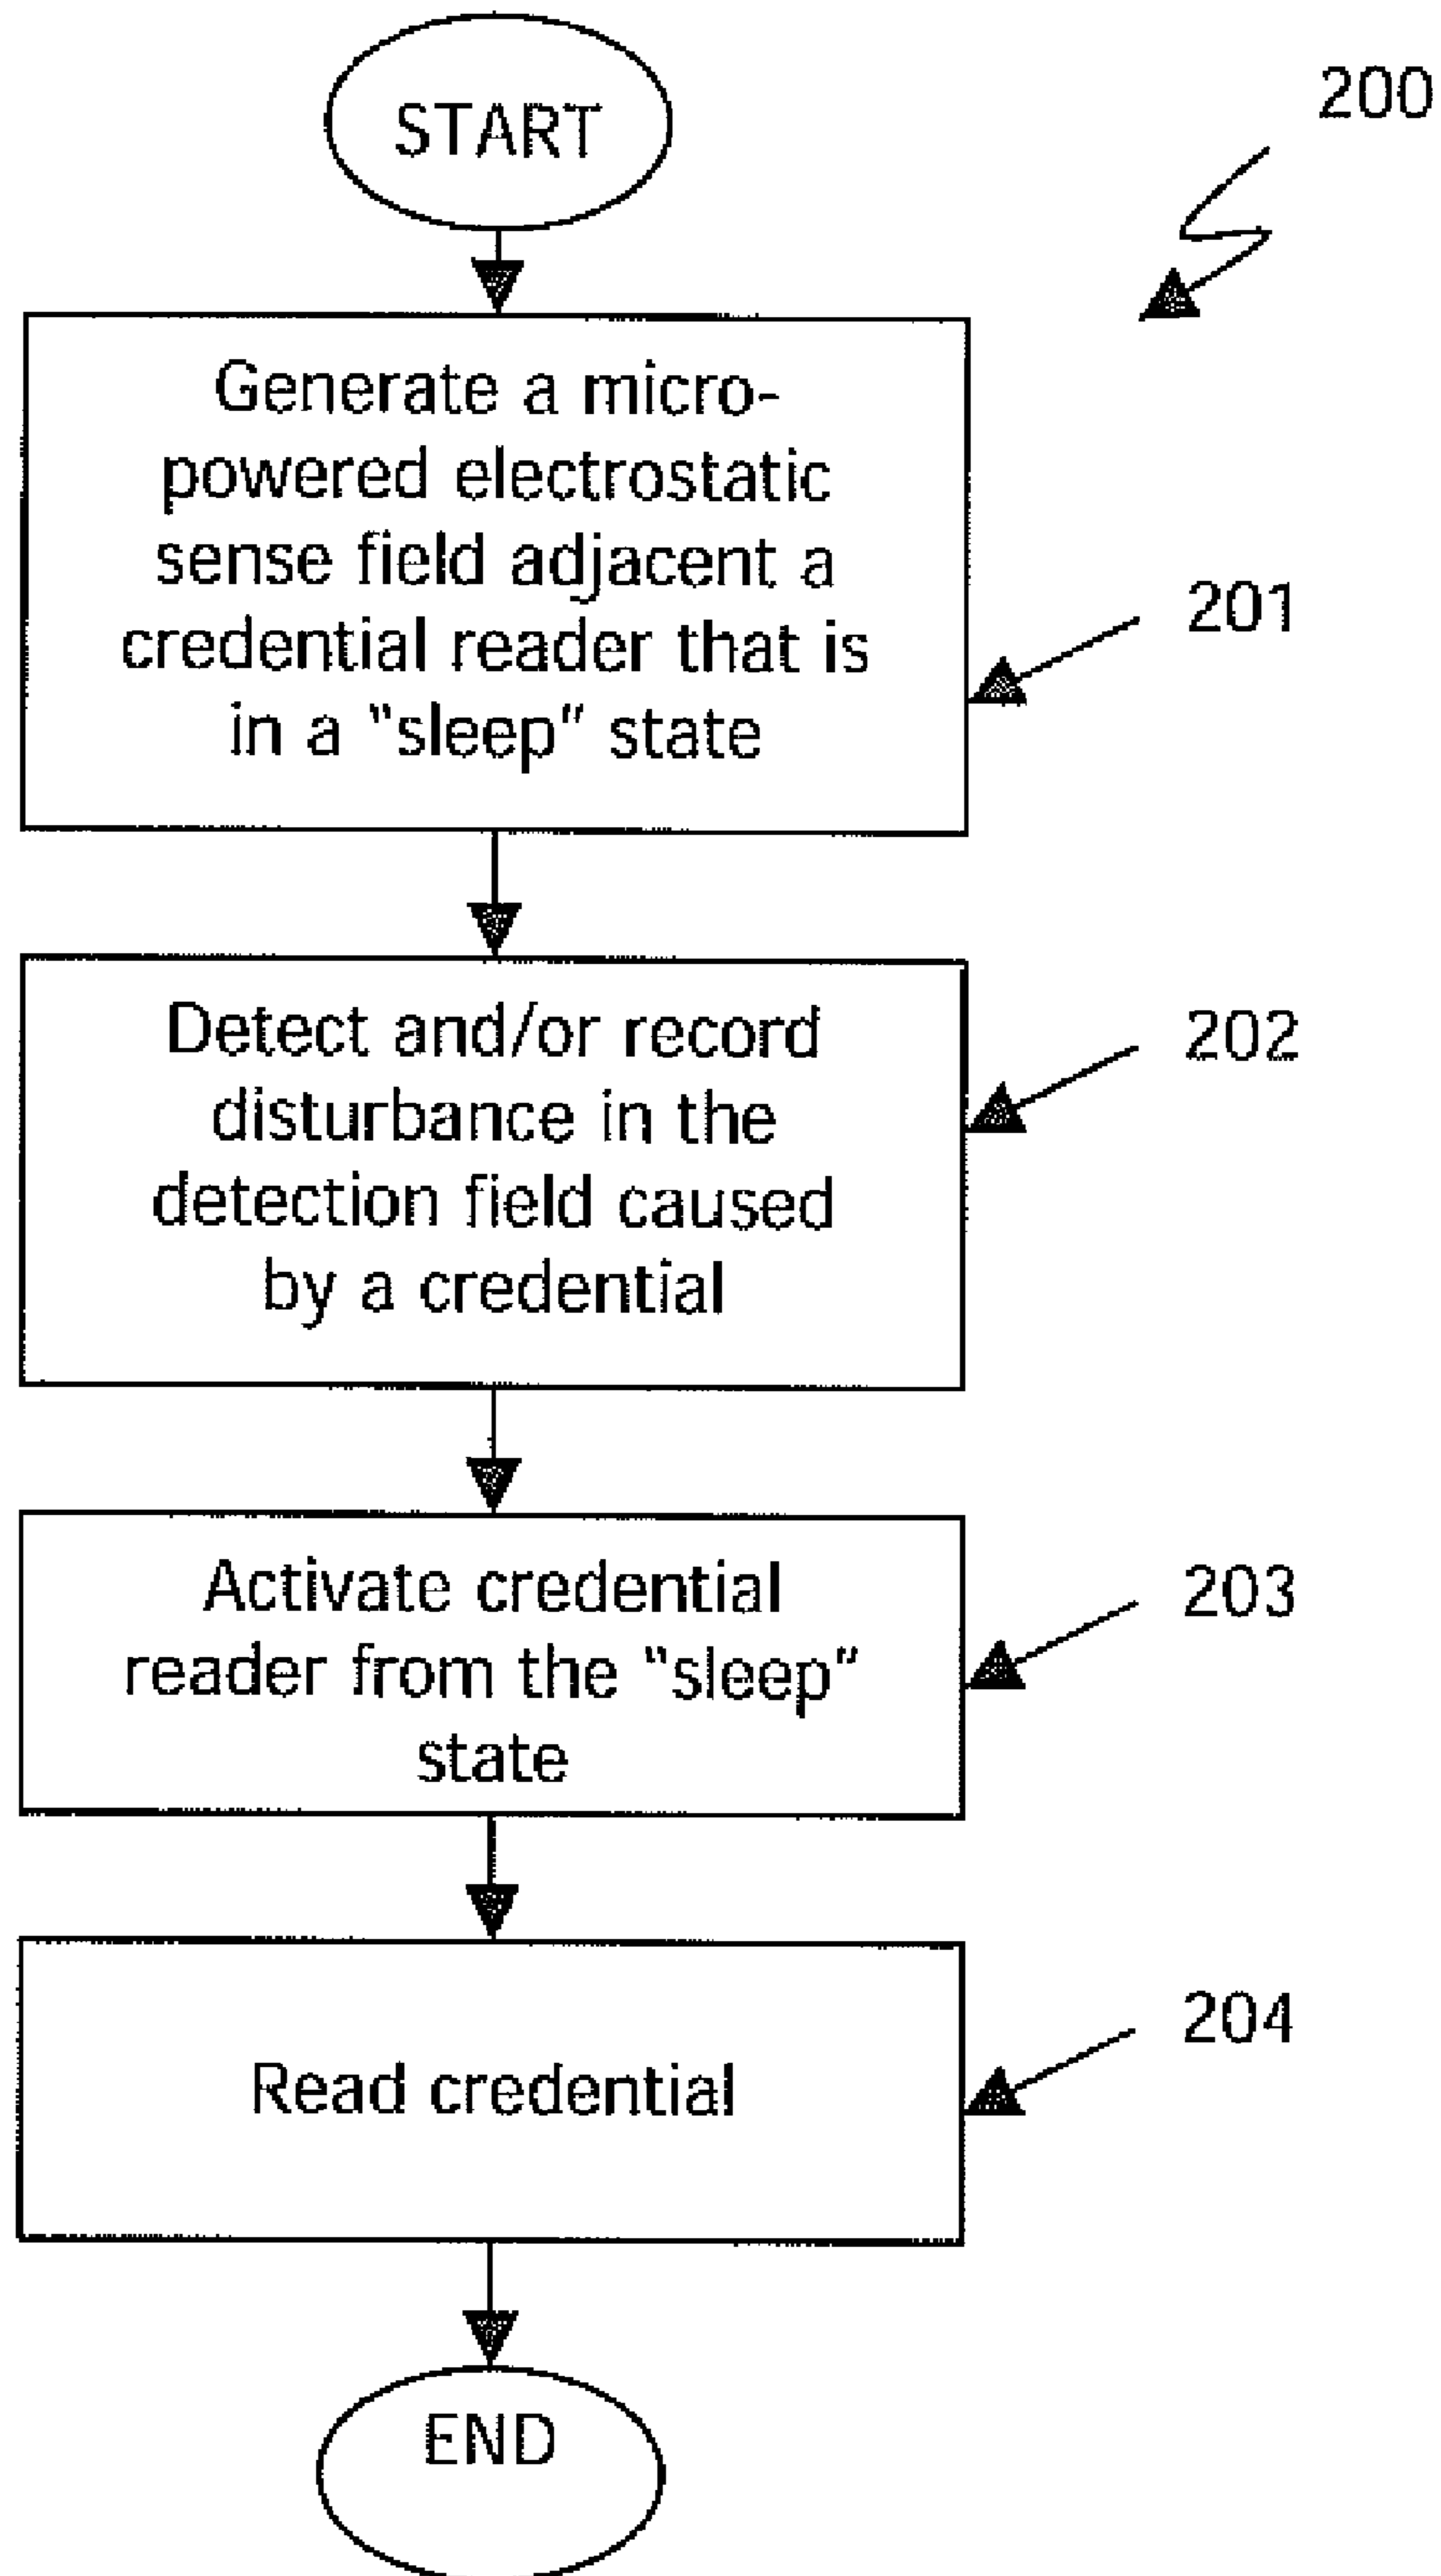 START
200
Generate a micro-
powered electrostatic
sense field adjacent a
credential reader that is
in a "sleep" state
201
Detect and/or record
disturbance in the
detection field caused
by a credential
202
Activate credential
reader from the "sleep"
state
203
Read credential
204
END